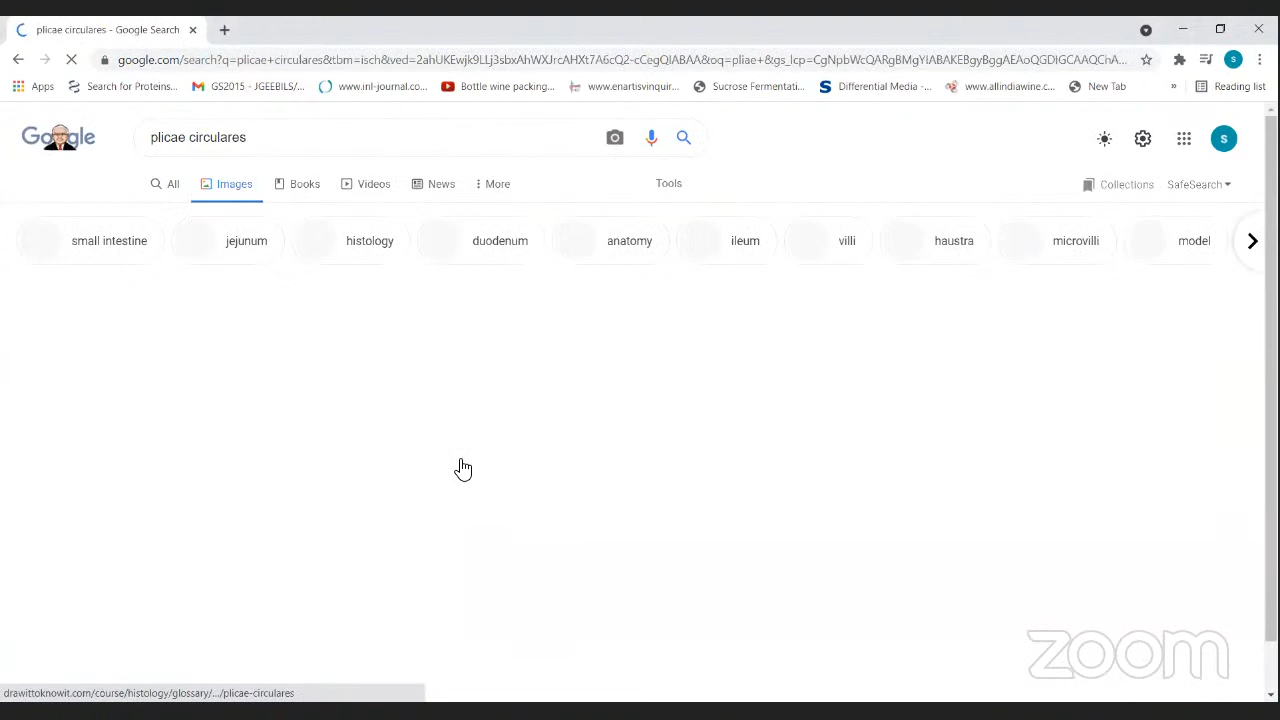 plicae circulares - Google Search
google.com/search?q=plicae+circulares&tbm=isch&ved=2ahUKEwjk9LLj3sbxAhWXJrcAHXt7A6cQ2-cCegQIABAA&oq=pliae+&gs_lcp=CgNpbWcQARgBMgYIABAKEBgyBggAEAoQGDIGCAAQChA...
Apps Search for Proteins... GS2015 - JGEEBILS/... www.inl-journal.co... Bottle wine packing... www.enartisvinquir... Sucrose Fermentati... Differential Media -... www.allindiawine.c... New Tab » Reading list
Google plicae circulares S
All Images Books Videos News More Tools Collections SafeSearch
small intestine jejunum histology duodenum anatomy ileum villi haustra microvilli model
zoom
drawittoknowit.com/course/histology/glossary/.../plicae-circulares